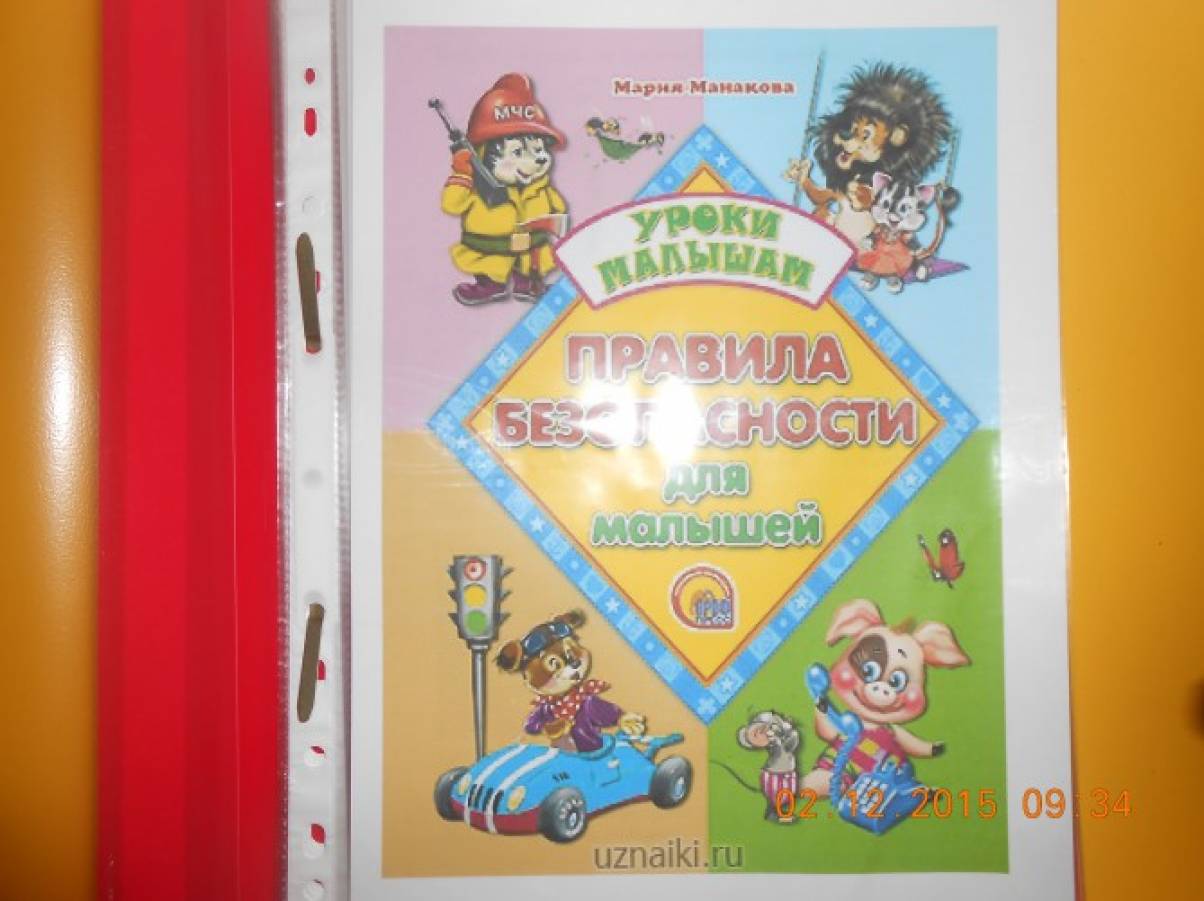 Мария Манакова
МЧС
УРОКИ
МАЛЫШАМ
ПРАВИЛА
БЕЗОПАСНОСТИ
для
малышей
02.12.2015 09:34
uznaiki.ru